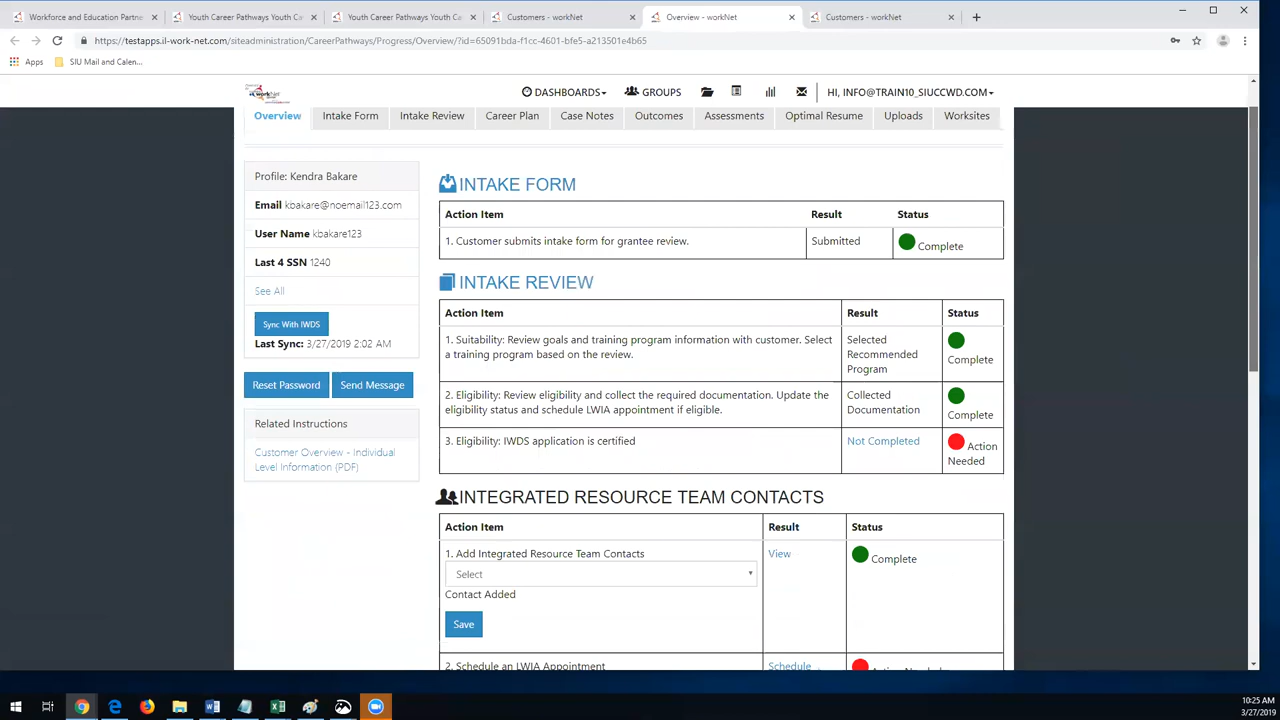 Workforce and Education Partne
Youth Career Pathways Youth Ca
Youth Career Pathways Youth Ca
Customers - workNet
Overview - workNet
Customers - workNet
https://testapps.il-work-net.com/siteadministration/CareerPathways/Progress/Overview/?id=65091bda-f1cc-4601-bfe5-a213501e4b65
Apps
SIU Mail and Calen...
DASHBOARDS
GROUPS
HI, INFO@TRAIN10_SIUCCWD.COM
Overview
Intake Form
Intake Review
Career Plan
Case Notes
Outcomes
Assessments
Optimal Resume
Uploads
Worksites
Profile: Kendra Bakare
Email kbakare@noemail123.com
User Name kbakare123
Last 4 SSN 1240
See All
Sync With IWDS
Last Sync: 3/27/2019 2:02 AM
Reset Password
Send Message
Related Instructions
Customer Overview - Individual
Level Information (PDF)
INTAKE FORM
Action Item
Result
Status
1. Customer submits intake form for grantee review.
Submitted
Complete
INTAKE REVIEW
Action Item
Result
Status
1. Suitability: Review goals and training program information with customer. Select
a training program based on the review.
Selected
Recommended
Program
Complete
2. Eligibility: Review eligibility and collect the required documentation. Update the
eligibility status and schedule LWIA appointment if eligible.
Collected
Documentation
Complete
3. Eligibility: IWDS application is certified
Not Completed
Action
Needed
INTEGRATED RESOURCE TEAM CONTACTS
Action Item
Result
Status
1. Add Integrated Resource Team Contacts
Select
Contact Added
Save
View
Complete
2. Schedule an LWIA Appointment
Schedule
Action Needed
10:25 AM
3/27/2019